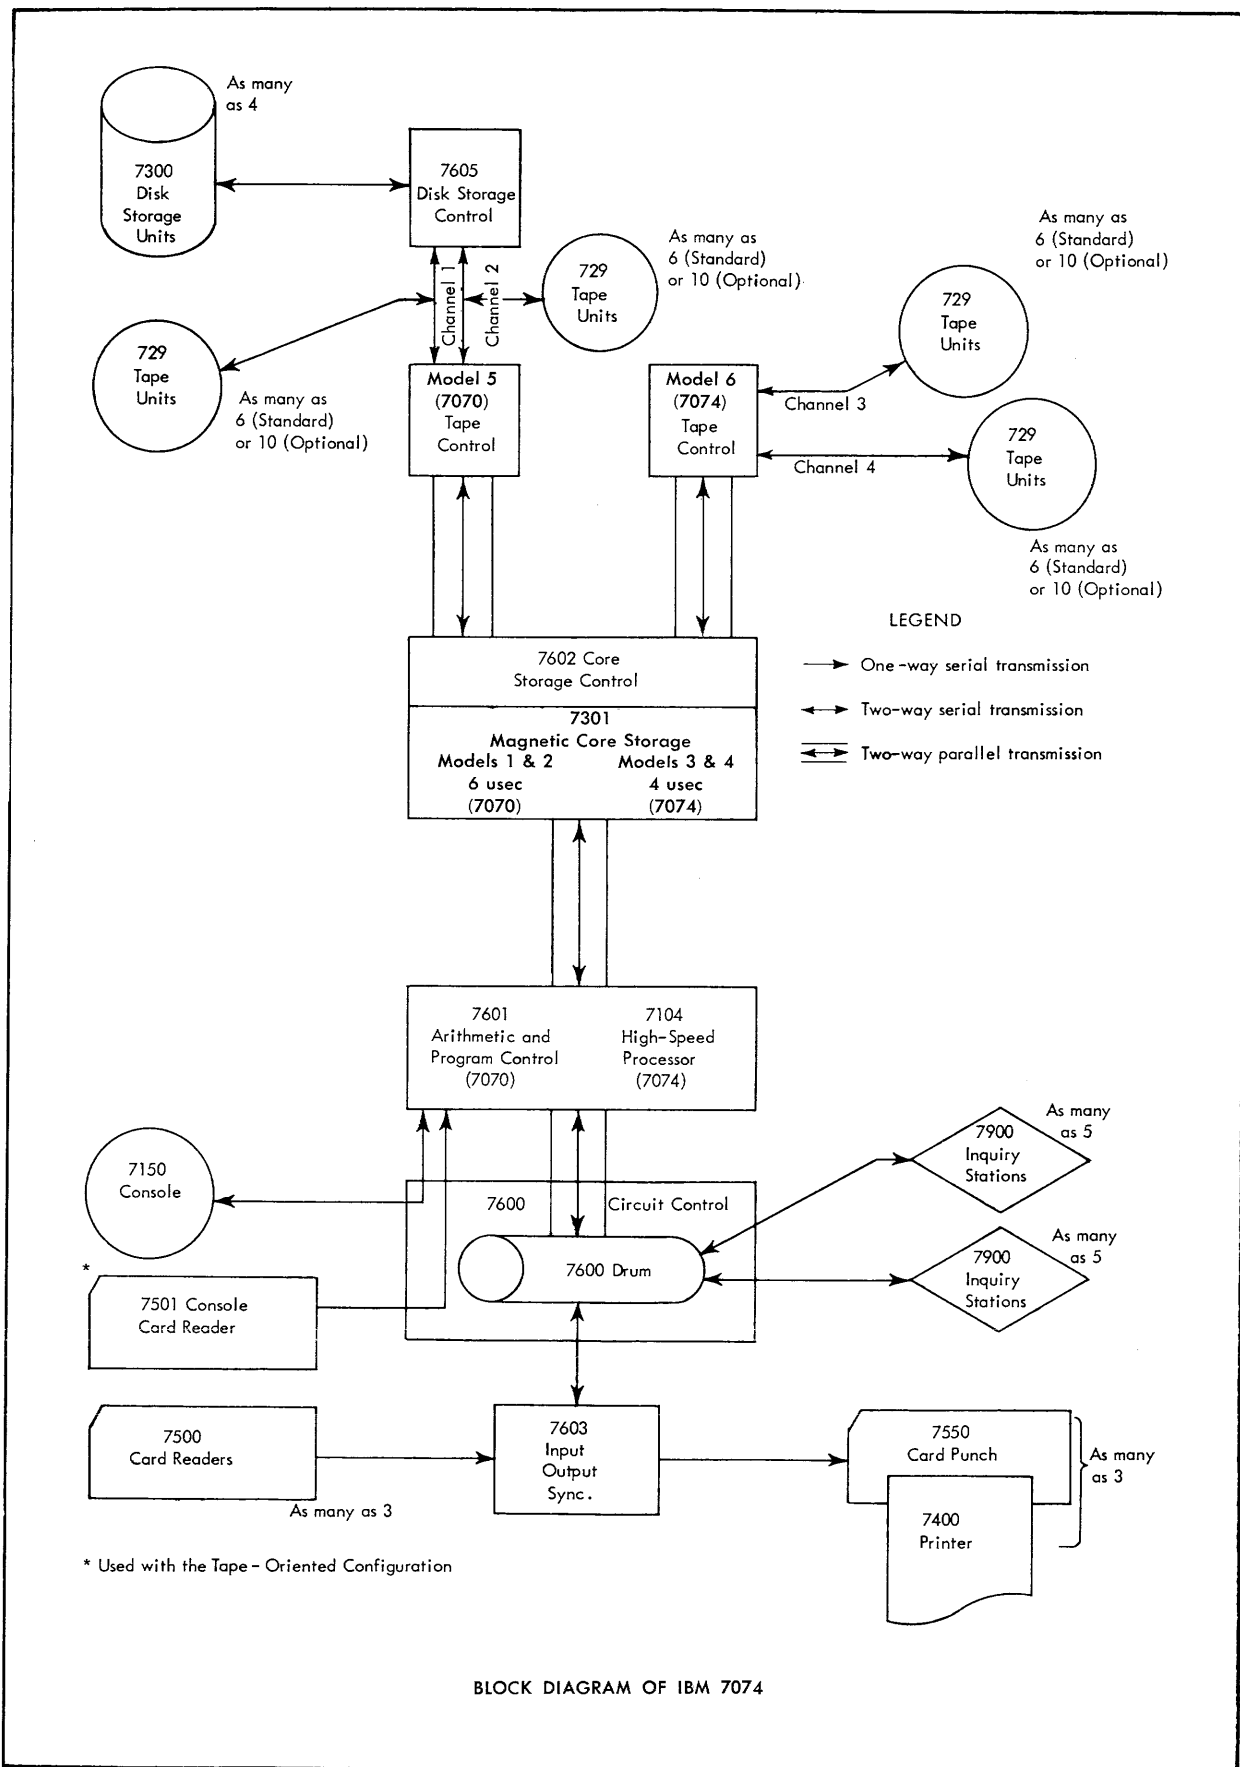 As many
as 4
7300
Disk
Storage
Units
7605
Disk Storage
Control
Channel 1
Channel 2
729
Tape
Units
As many as
6 (Standard)
or 10 (Optional)
As many as
6 (Standard)
or 10 (Optional)
729
Tape
Units
729
Tape
Units
As many as
6 (Standard)
or 10 (Optional)
Model 5
(7070)
Tape
Control
Model 6
(7074)
Tape
Control
Channel 3
Channel 4
729
Tape
Units
As many as
6 (Standard)
or 10 (Optional)
LEGEND
One-way serial transmission
Two-way serial transmission
Two-way parallel transmission
7602 Core
Storage Control
7301
Magnetic Core Storage
Models 1 & 2
6 usec
(7070)
Models 3 & 4
4 usec
(7074)
7601
Arithmetic and
Program Control
(7070)
7104
High-Speed
Processor
(7074)
7150
Console
7600 Circuit Control
7600 Drum
As many
as 5
7900
Inquiry
Stations
As many
as 5
7900
Inquiry
Stations
*
7501 Console
Card Reader
7500
Card Readers
As many as 3
7603
Input
Output
Sync.
7550
Card Punch
7400
Printer
As many
as 3
* Used with the Tape - Oriented Configuration
BLOCK DIAGRAM OF IBM 7074